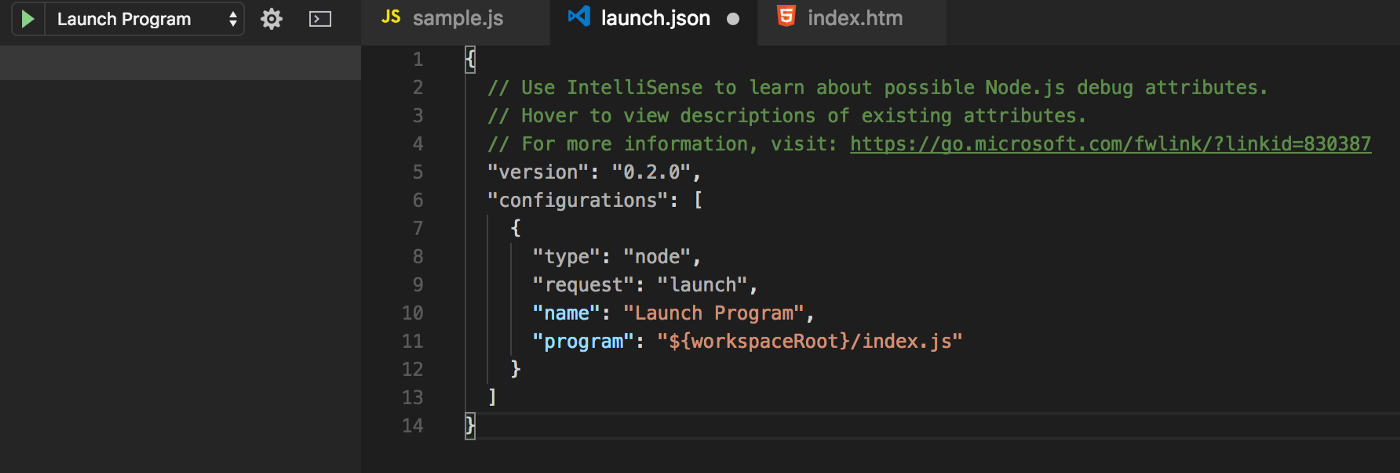 Launch Program
JS sample.js
launch.json
index.htm
1 {
2 // Use IntelliSense to learn about possible Node.js debug attributes.
3 // Hover to view descriptions of existing attributes.
4 // For more information, visit: https://go.microsoft.com/fwlink/?linkid=830387
5 "version": "0.2.0",
6 "configurations": [
7 {
8 "type": "node",
9 "request": "launch",
10 "name": "Launch Program",
11 "program": "${workspaceRoot}/index.js"
12 }
13 ]
14 }